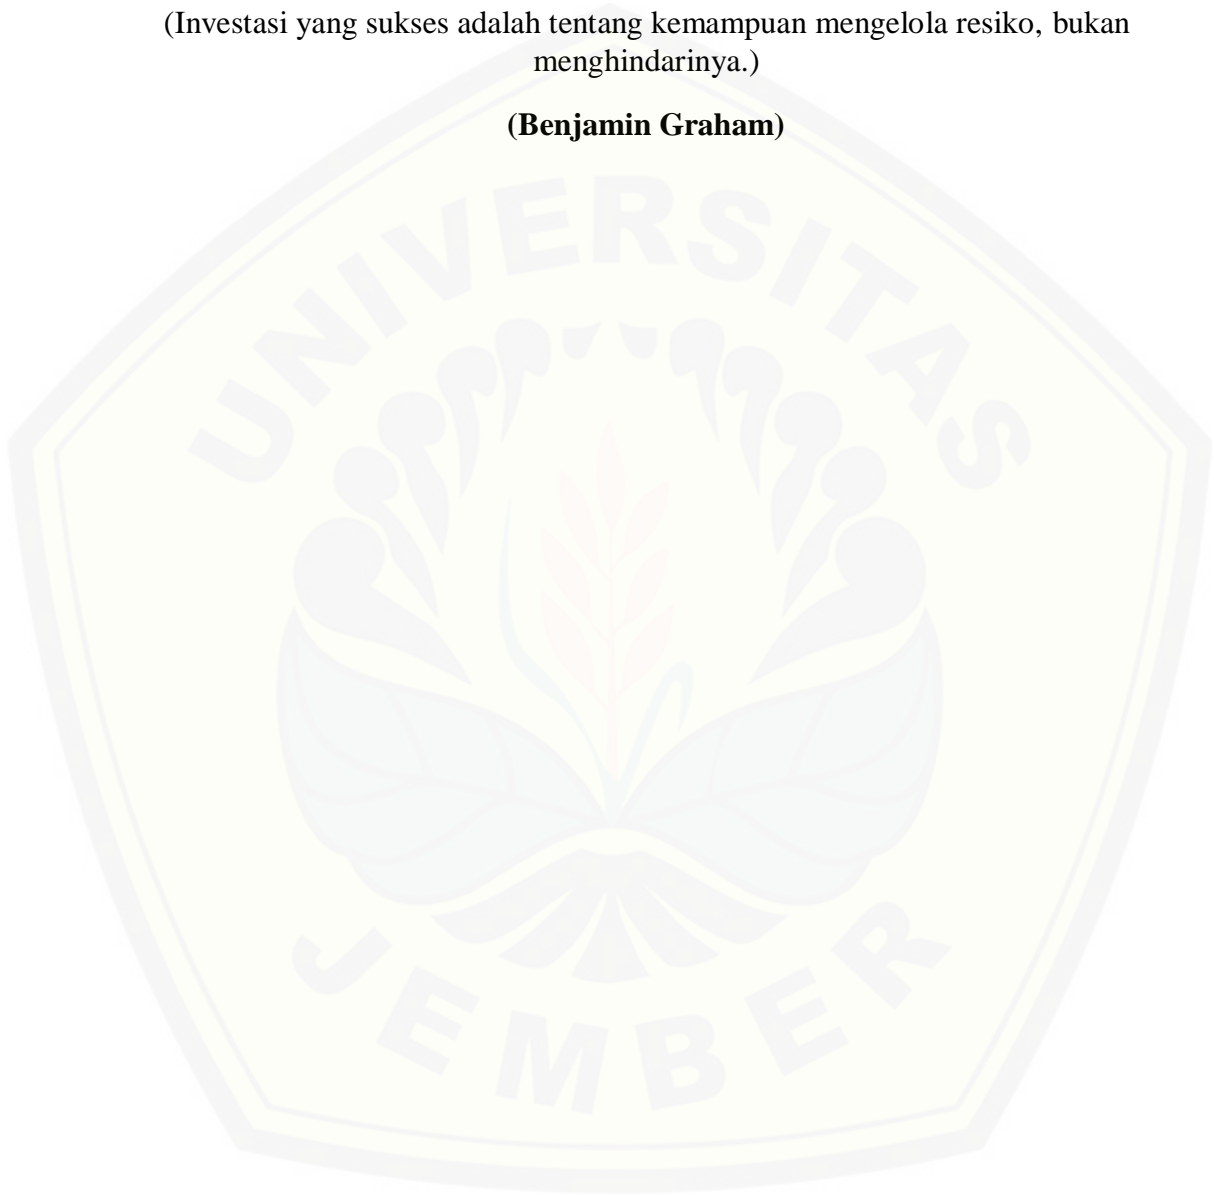 (Investasi yang sukses adalah tentang kemampuan mengelola resiko, bukan
menghindarinya.)
(Benjamin Graham)
UNIVERSITAS
JEMBER